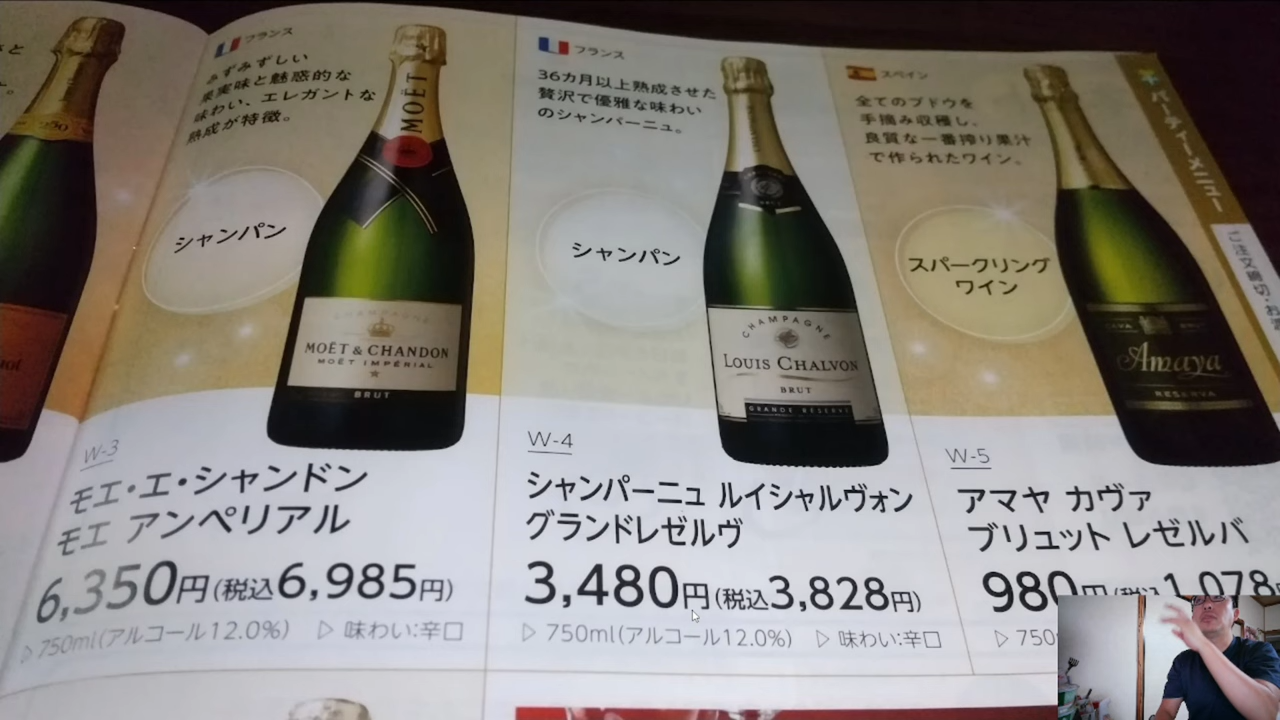 フランス
みずみずしい
果実味と魅惑的な
味わい、エレガントな
熟成が特徴。
シャンパン
MOËT
CHAMPAGNE
MOËT & CHANDON
MOËT IMPÉRIAL
BRUT
W-3
モエ・エ・シャンドン
モエ アンペリアル
6,350円(税込6,985円)
▷ 750ml(アルコール12.0%) ▷ 味わい:辛口
フランス
36カ月以上熟成させた
贅沢で優雅な味わい
のシャンパーニュ。
シャンパン
CHAMPAGNE
LOUIS CHALVON
BRUT
GRANDE RÉSERVE
W-4
シャンパーニュ ルイシャルヴォン
グランドレゼルヴ
3,480円(税込3,828円)
▷ 750ml(アルコール12.0%) ▷ 味わい:辛口
スペイン
全てのブドウを
手摘み収穫し、
良質な一番搾り果汁
で作られたワイン。
スパークリング
ワイン
Amaya
RESERVA
W-5
アマヤ カヴァ
ブリュット レゼルバ
980円(税込1,078
▷ 750
パーティーメニュー
ご注文締切・お